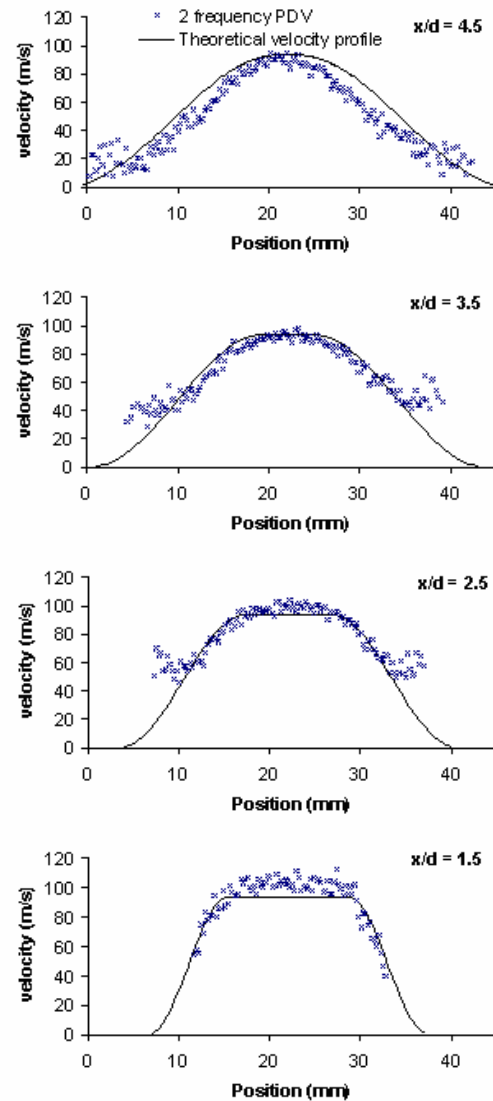 2 frequency PDV
Theoretical velocity profile
x/d = 4.5
velocity (m/s)
120
100
80
60
40
20
0
0 10 20 30 40
Position (mm)
x/d = 3.5
velocity (m/s)
120
100
80
60
40
20
0
0 10 20 30 40
Position (mm)
x/d = 2.5
velocity (m/s)
120
100
80
60
40
20
0
0 10 20 30 40
Position (mm)
x/d = 1.5
velocity (m/s)
120
100
80
60
40
20
0
0 10 20 30 40
Position (mm)